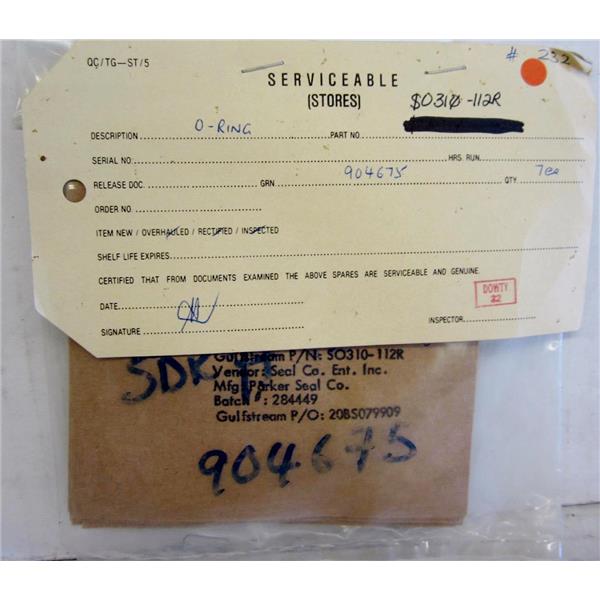 # 232
QC/TG—ST/5
SERVICEABLE
(STORES)
SO310-112R
DESCRIPTION O-RING PART NO.
SERIAL NO. HRS RUN
RELEASE DOC. GRN 904675 QTY 7ea
ORDER NO.
ITEM NEW / OVERHAULED / RECTIFIED / INSPECTED
SHELF LIFE EXPIRES
CERTIFIED THAT FROM DOCUMENTS EXAMINED THE ABOVE SPARES ARE SERVICEABLE AND GENUINE.
DATE
DOWTY
22
SIGNATURE INSPECTOR
Gulfstream P/N: SO310-112R
Vendor: Seal Co. Ent. Inc.
Mfg: Parker Seal Co.
Batch : 284449
Gulfstream P/O: 20BS079909
904675